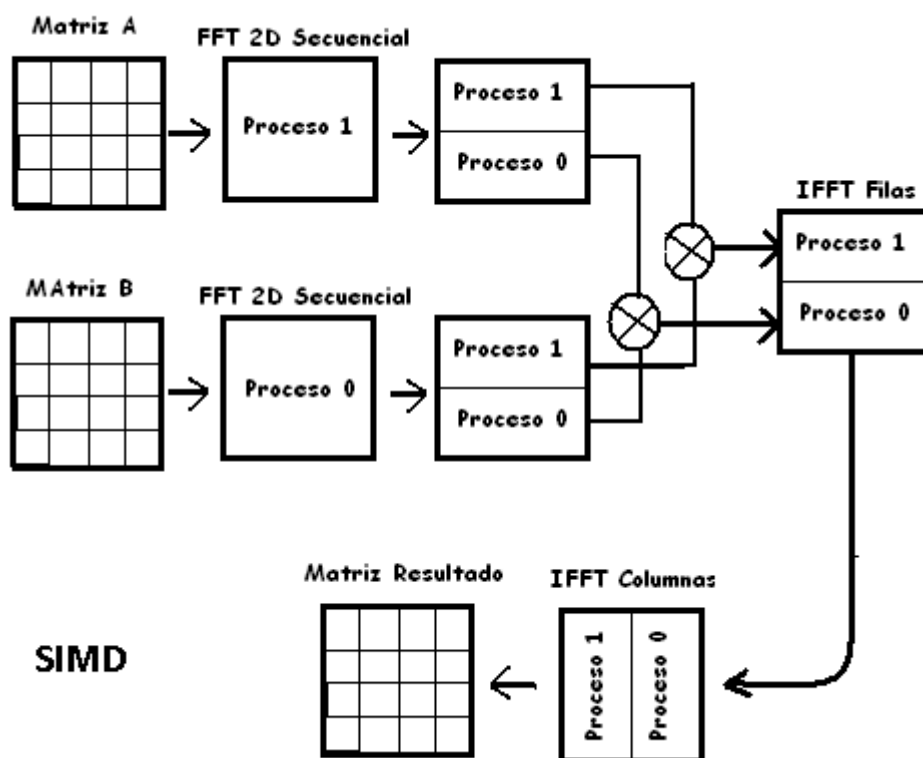 Matriz A
FFT 2D Secuencial
Proceso 1
Proceso 1
Proceso 0
IFFT Filas
Proceso 1
Proceso 0
MAtriz B
FFT 2D Secuencial
Proceso 0
Proceso 1
Proceso 0
Matriz Resultado
IFFT Columnas
Proceso 1
Proceso 0
SIMD